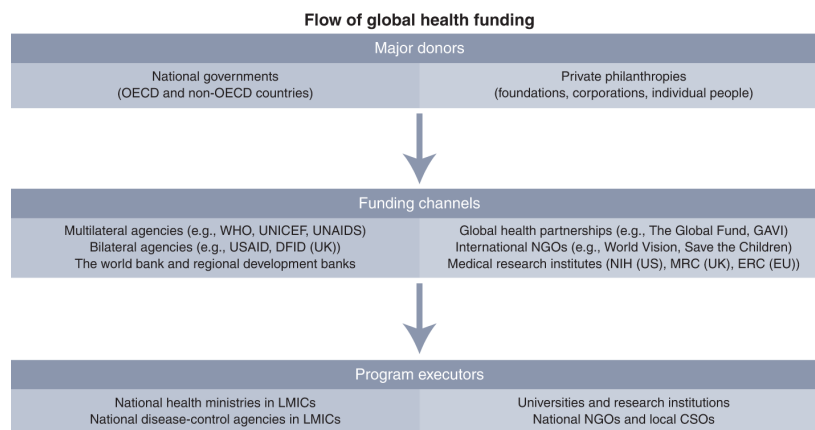 Flow of global health funding
Major donors
National governments
(OECD and non-OECD countries)
Private philanthropies
(foundations, corporations, individual people)
Funding channels
Multilateral agencies (e.g., WHO, UNICEF, UNAIDS)
Bilateral agencies (e.g., USAID, DFID (UK))
The world bank and regional development banks
Global health partnerships (e.g., The Global Fund, GAVI)
International NGOs (e.g., World Vision, Save the Children)
Medical research institutes (NIH (US), MRC (UK), ERC (EU))
Program executors
National health ministries in LMICs
National disease-control agencies in LMICs
Universities and research institutions
National NGOs and local CSOs